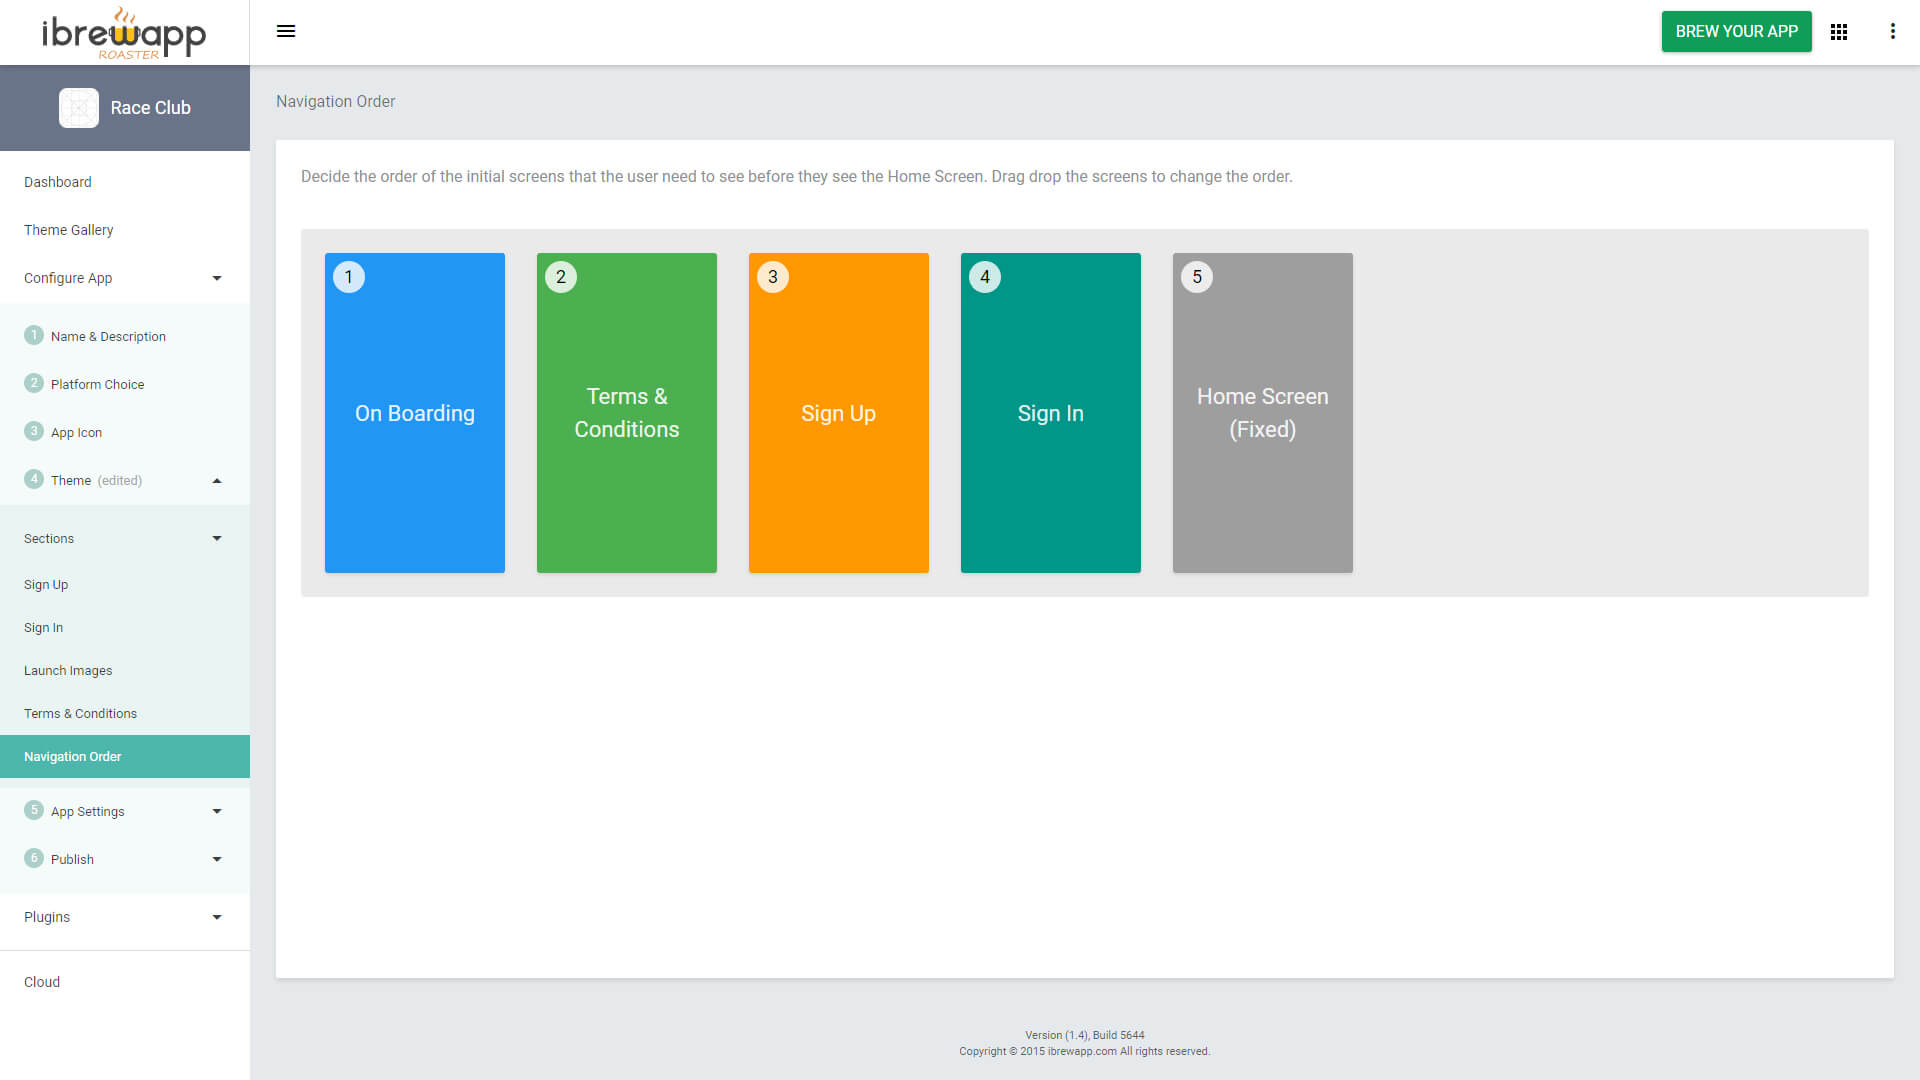 ibrewapp
ROASTER
BREW YOUR APP
Race Club
Navigation Order
Dashboard
Theme Gallery
Configure App
1 Name & Description
2 Platform Choice
3 App Icon
4 Theme (edited)
Sections
Sign Up
Sign In
Launch Images
Terms & Conditions
Navigation Order
5 App Settings
6 Publish
Plugins
Cloud
Decide the order of the initial screens that the user need to see before they see the Home Screen. Drag drop the screens to change the order.
1
On Boarding
2
Terms &
Conditions
3
Sign Up
4
Sign In
5
Home Screen
(Fixed)
Version (1.4), Build 5644
Copyright © 2015 ibrewapp.com All rights reserved.